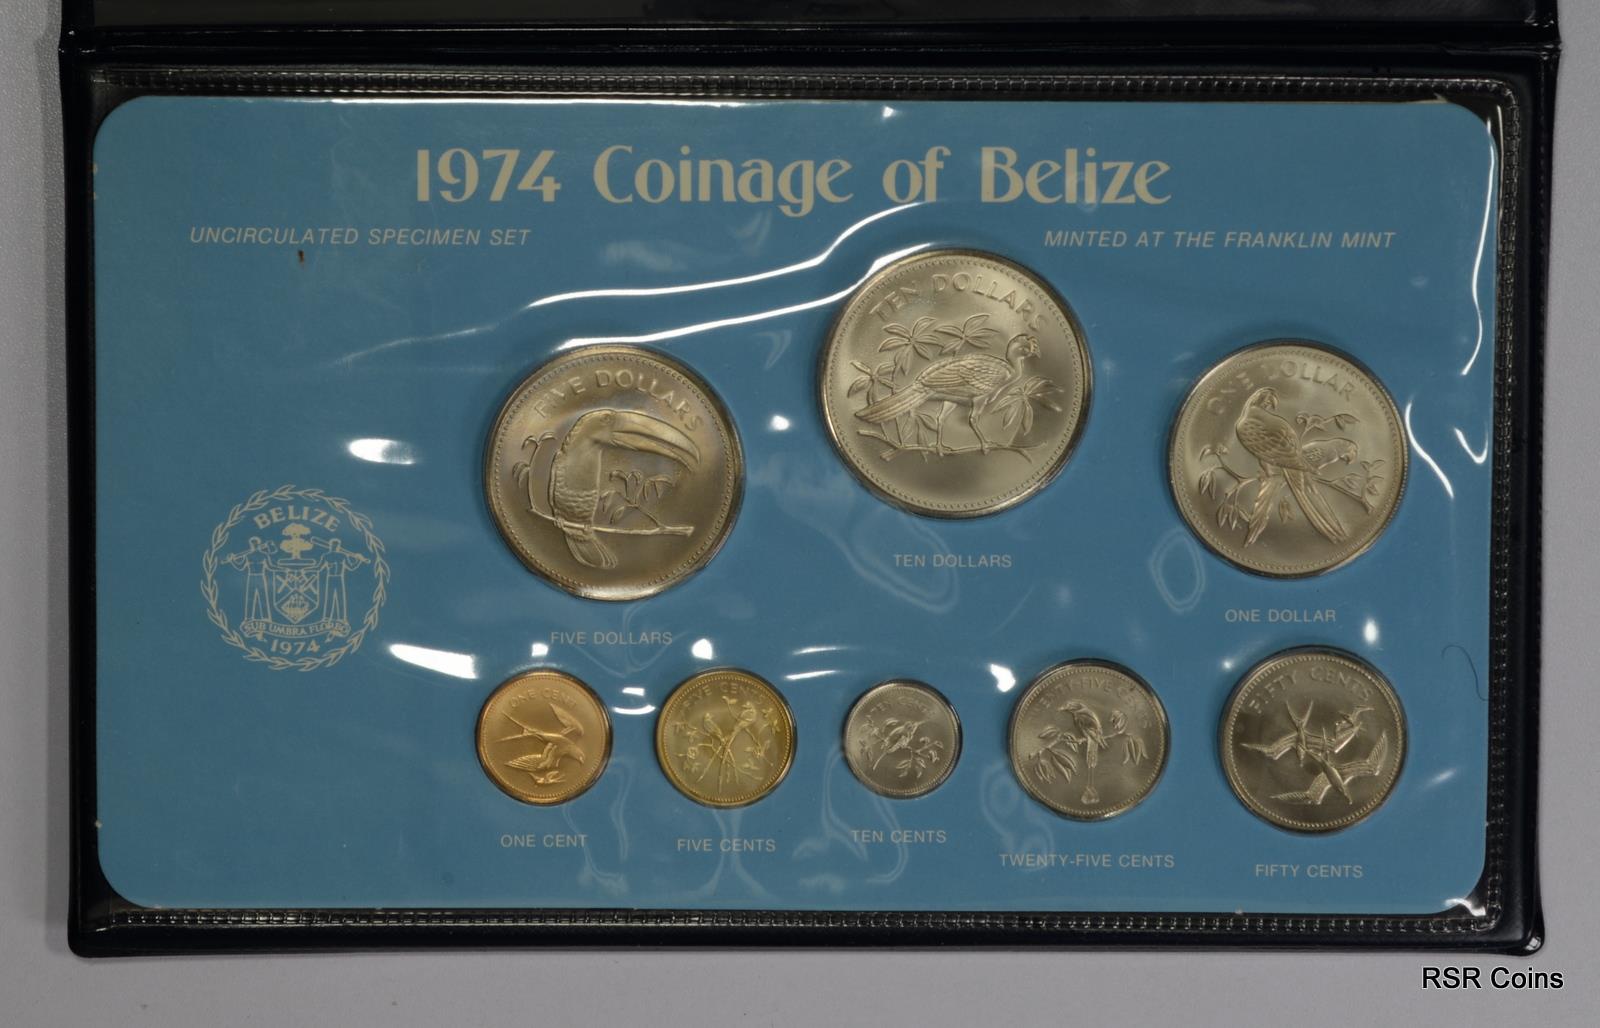 1974 Coinage of Belize
UNCIRCULATED SPECIMEN SET
MINTED AT THE FRANKLIN MINT
TEN DOLLARS
FIVE DOLLARS
ONE DOLLAR
BELIZE
SUB UMBRA FLOREO
1974
TEN DOLLARS
ONE DOLLAR
FIVE DOLLARS
ONE CENT
FIVE CENTS
TEN CENTS
TWENTY-FIVE CENTS
FIFTY CENTS
ONE CENT
FIVE CENTS
TEN CENTS
TWENTY-FIVE CENTS
FIFTY CENTS
RSR Coins